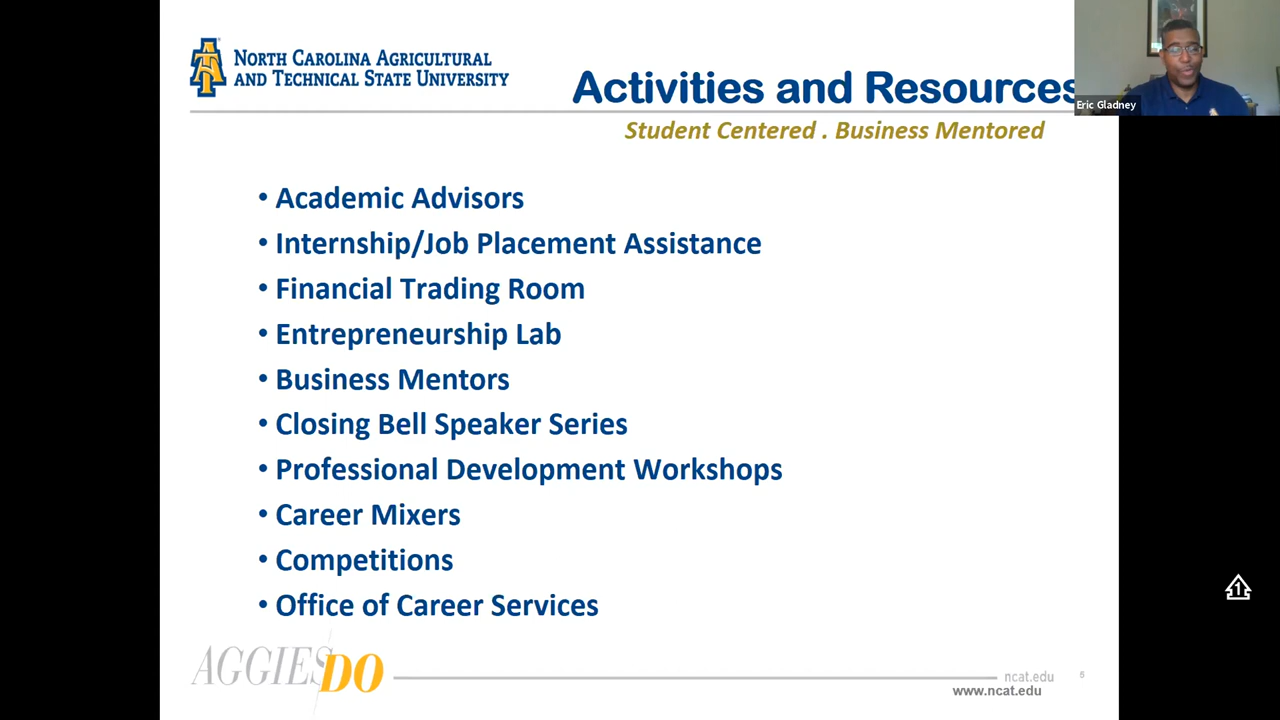 North Carolina Agricultural
and Technical State University
Activities and Resources
Eric Gladney
Student Centered . Business Mentored
• Academic Advisors
• Internship/Job Placement Assistance
• Financial Trading Room
• Entrepreneurship Lab
• Business Mentors
• Closing Bell Speaker Series
• Professional Development Workshops
• Career Mixers
• Competitions
• Office of Career Services
AGGIES DO
ncat.edu
5
www.ncat.edu
1